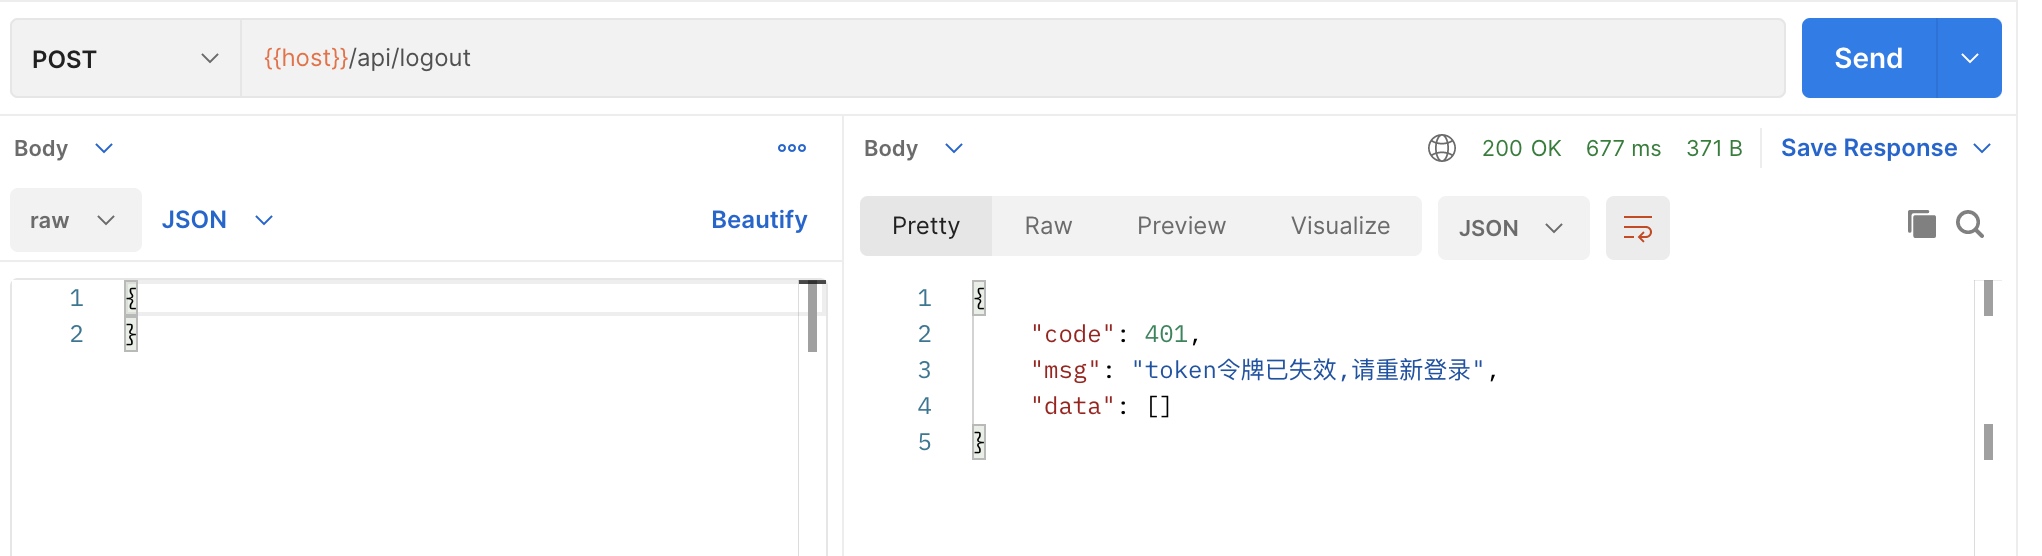 POST {{host}}/api/logout Send
Body Body 200 OK 677 ms 371 B Save Response
raw JSON Beautify Pretty Raw Preview Visualize JSON
1 {
2 }
1 {
2 "code": 401,
3 "msg": "token令牌已失效,请重新登录",
4 "data": []
5 }